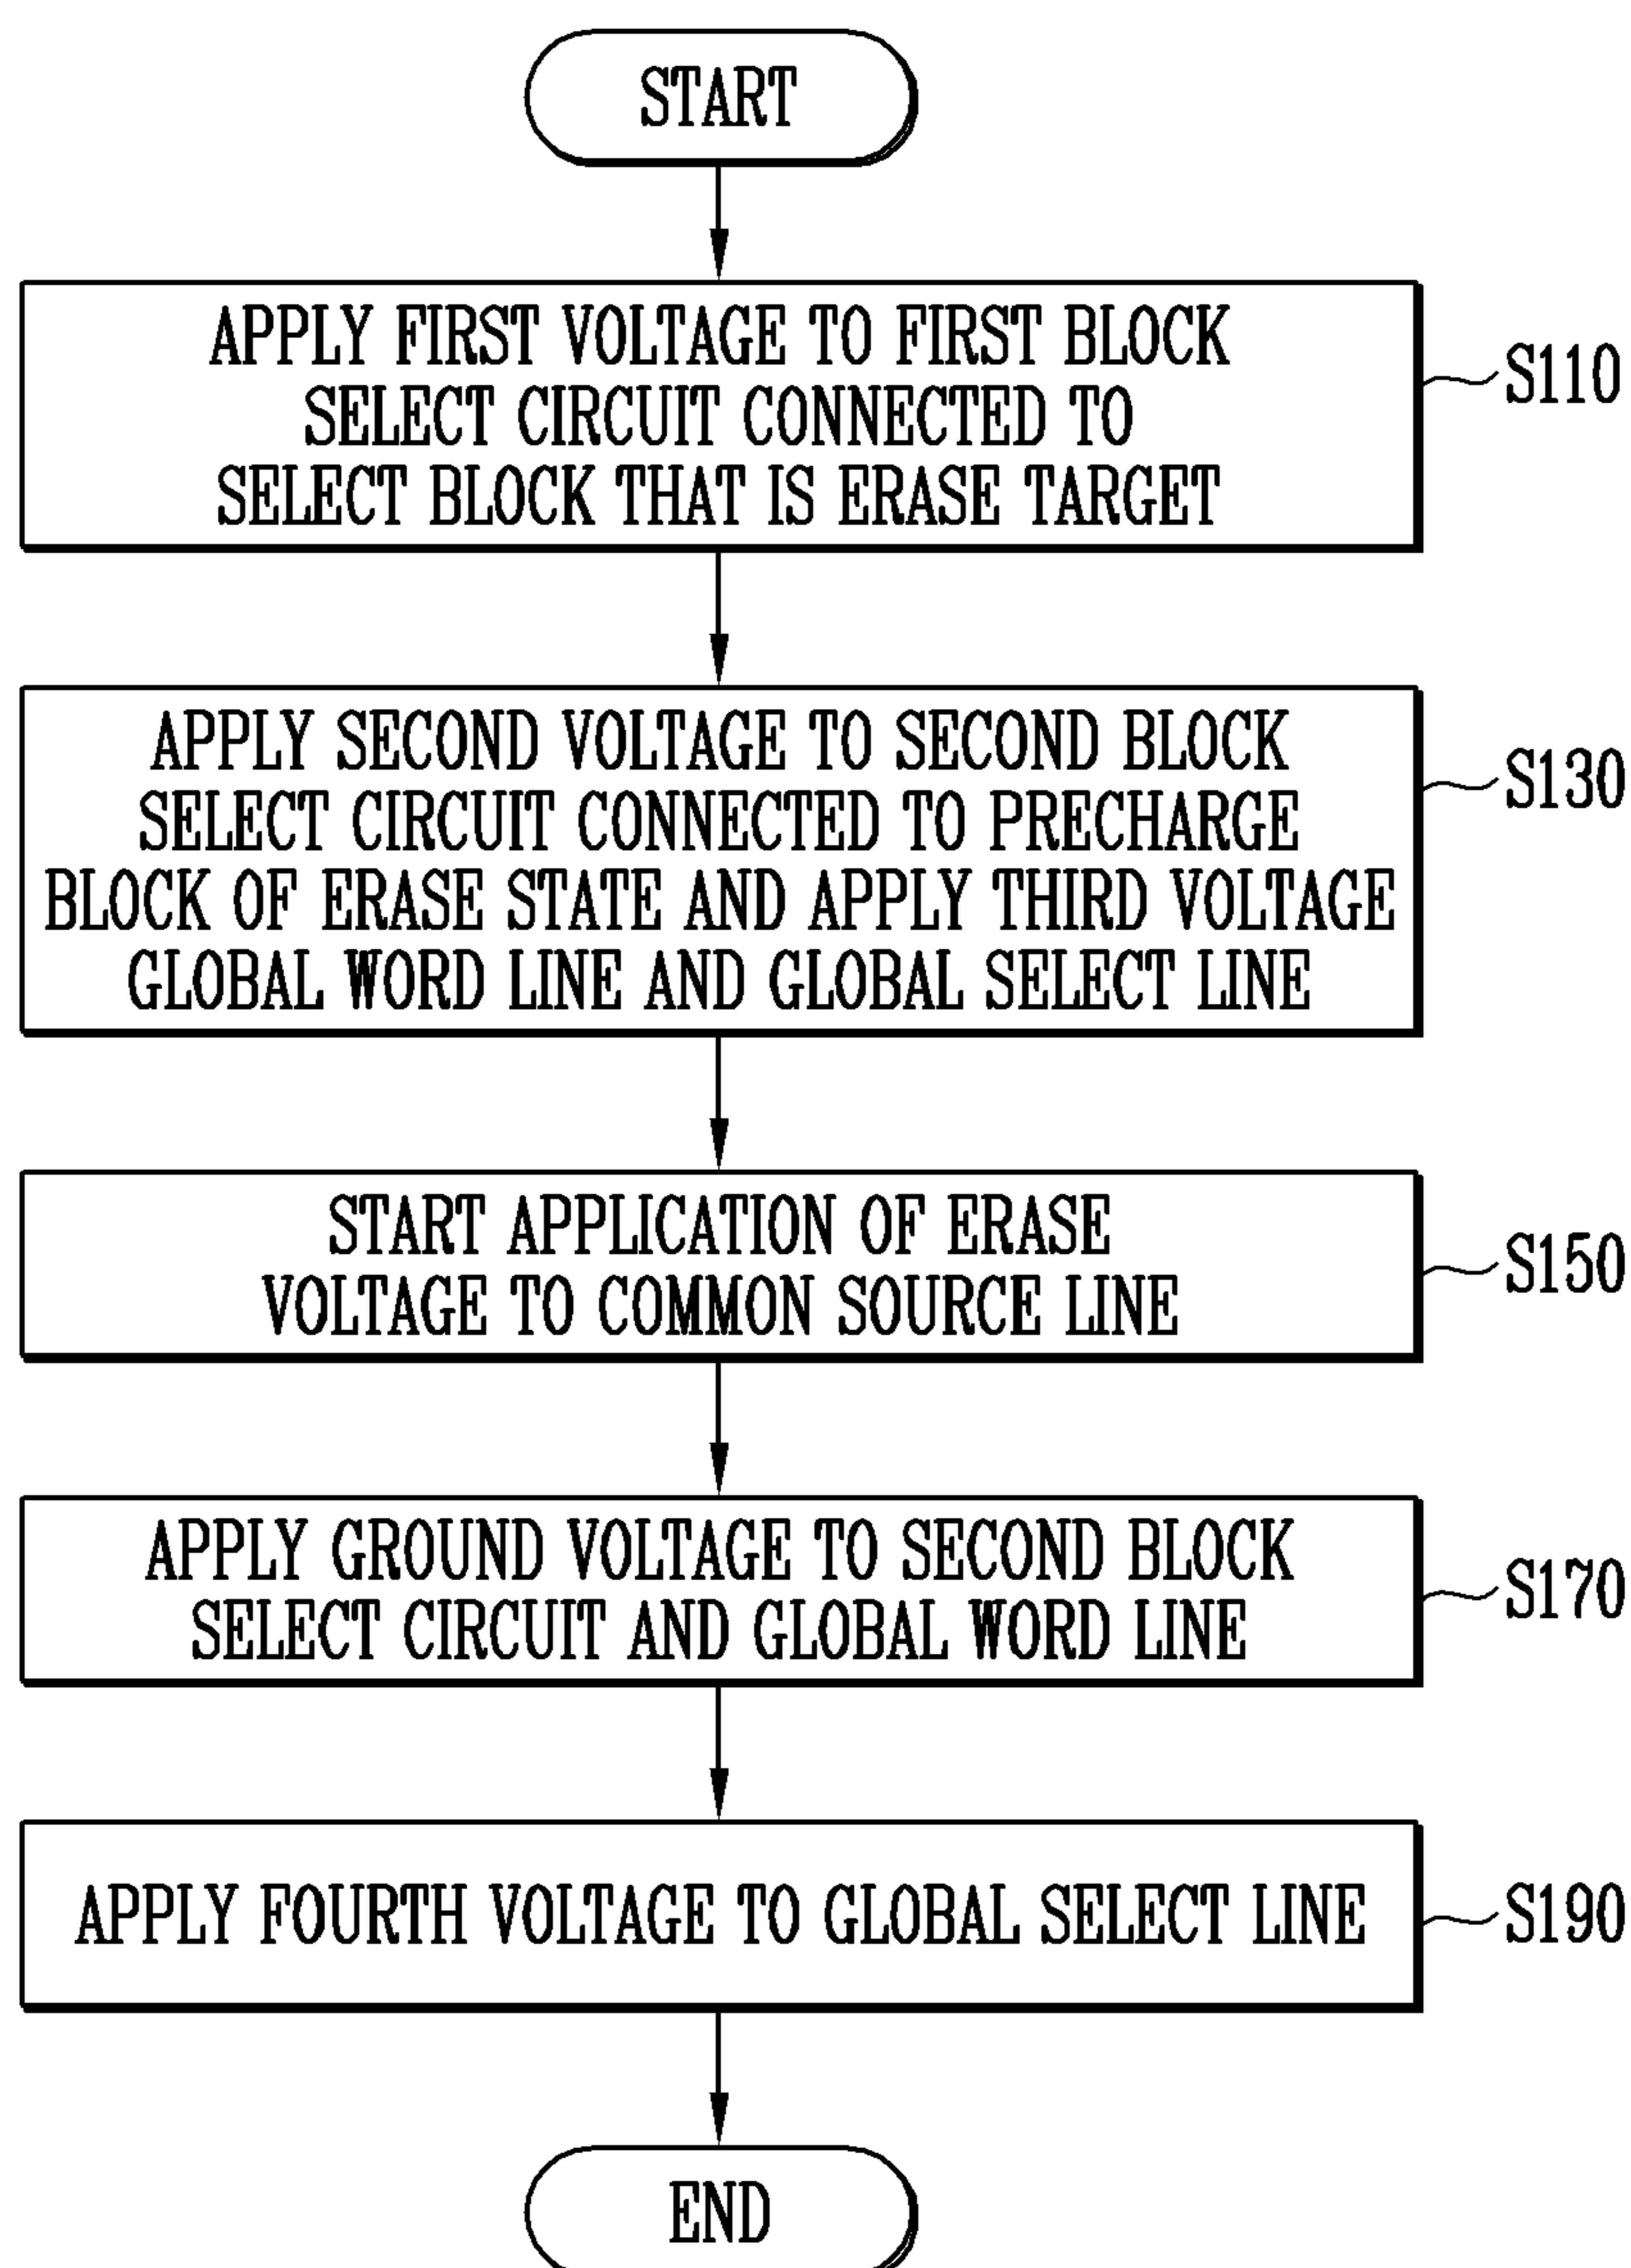 START
APPLY FIRST VOLTAGE TO FIRST BLOCK
SELECT CIRCUIT CONNECTED TO
SELECT BLOCK THAT IS ERASE TARGET
S110
APPLY SECOND VOLTAGE TO SECOND BLOCK
SELECT CIRCUIT CONNECTED TO PRECHARGE
BLOCK OF ERASE STATE AND APPLY THIRD VOLTAGE
GLOBAL WORD LINE AND GLOBAL SELECT LINE
S130
START APPLICATION OF ERASE
VOLTAGE TO COMMON SOURCE LINE
S150
APPLY GROUND VOLTAGE TO SECOND BLOCK
SELECT CIRCUIT AND GLOBAL WORD LINE
S170
APPLY FOURTH VOLTAGE TO GLOBAL SELECT LINE
S190
END